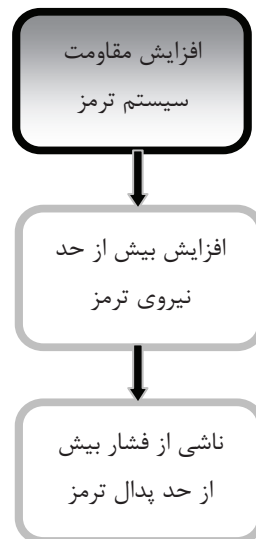 افزایش مقاومت
سیستم ترمز
افزایش بیش از حد
نیروی ترمز
ناشی از فشار بیش
از حد پدال ترمز